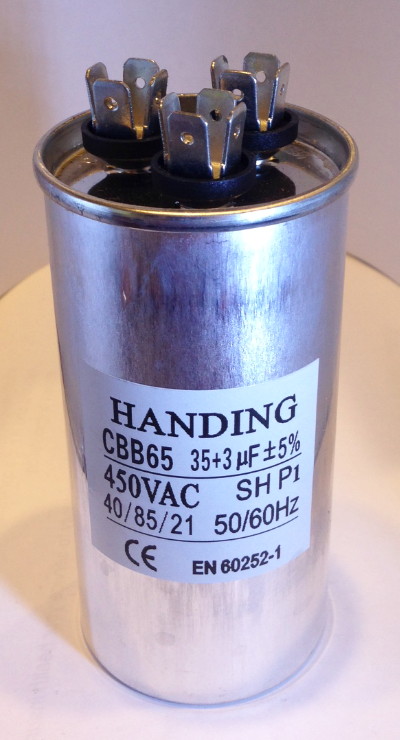 HANDING
CBB65 35+3 µF ±5%
450VAC SH P1
40/85/21 50/60Hz
CE EN 60252-1